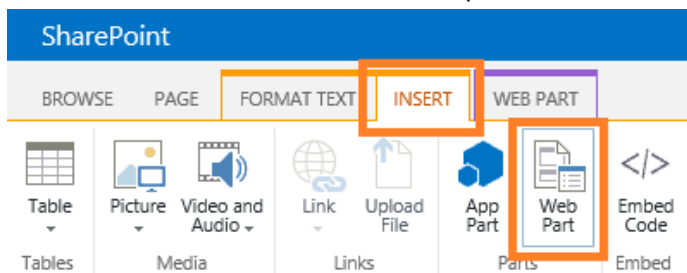 SharePoint
BROWSE PAGE FORMAT TEXT INSERT WEB PART
Table Picture Video and Audio Link Upload File App Part Web Part </> Embed Code
Tables Media Links Parts Embed